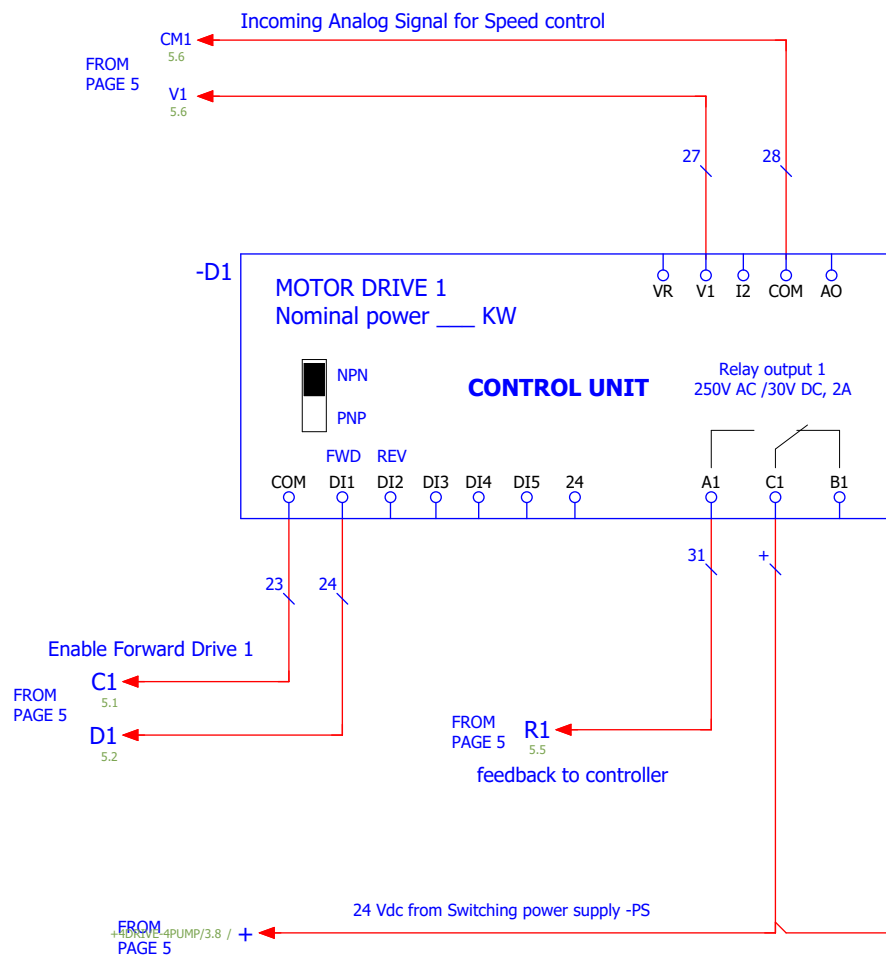 Incoming Analog Signal for Speed control
CM1
5.6
FROM
PAGE 5
V1
5.6
27
28
-D1
MOTOR DRIVE 1
Nominal power ___ KW
VR
V1
I2
COM
AO
NPN
PNP
CONTROL UNIT
Relay output 1
250V AC /30V DC, 2A
FWD
REV
COM
DI1
DI2
DI3
DI4
DI5
24
A1
C1
B1
23
24
31
+
Enable Forward Drive 1
C1
5.1
FROM
PAGE 5
D1
5.2
FROM
PAGE 5
R1
5.5
feedback to controller
24 Vdc from Switching power supply -PS
FROM
PAGE 5
+4DRIVE-4PUMP/3.8 / +